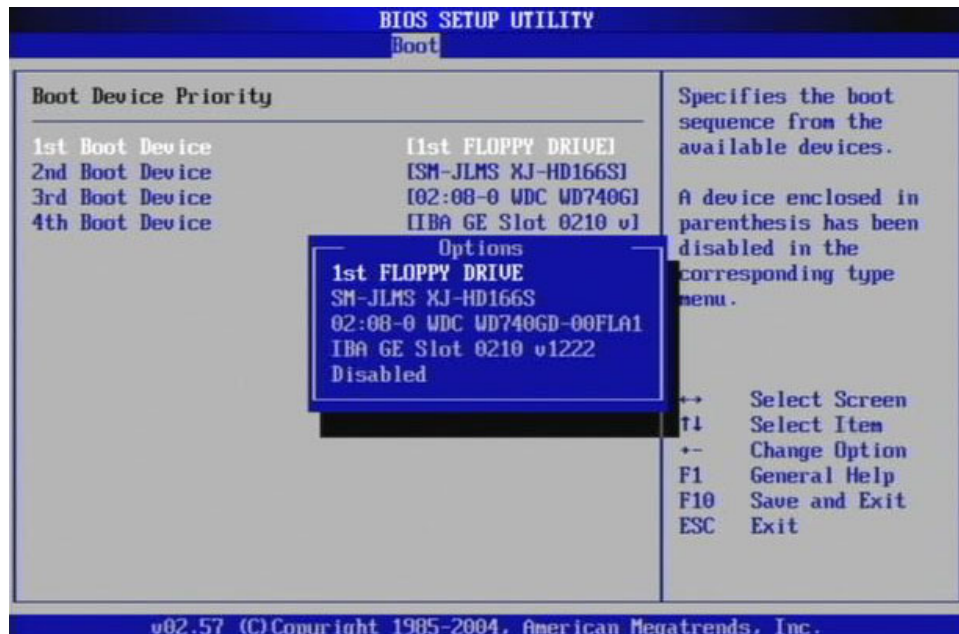 BIOS SETUP UTILITY
Boot
Boot Device Priority
1st Boot Device [1st FLOPPY DRIVE]
2nd Boot Device [SM-JLMS XJ-HD166S]
3rd Boot Device [02:08-0 WDC WD740G]
4th Boot Device [IBA GE Slot 0210 v]
Options
1st FLOPPY DRIVE
SM-JLMS XJ-HD166S
02:08-0 WDC WD740GD-00FLA1
IBA GE Slot 0210 v1222
Disabled
Specifies the boot
sequence from the
available devices.
A device enclosed in
parenthesis has been
disabled in the
corresponding type
menu.
↔ Select Screen
↑↓ Select Item
+- Change Option
F1 General Help
F10 Save and Exit
ESC Exit
v02.57 (C)Copyright 1985-2004, American Megatrends, Inc.